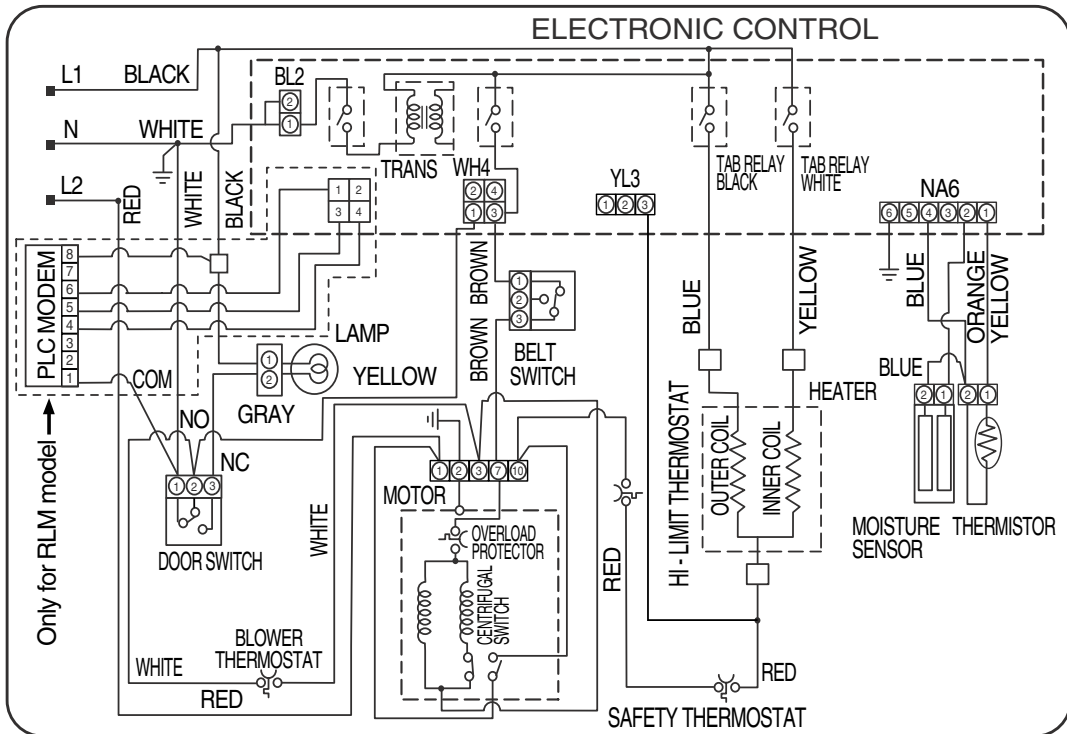 ELECTRONIC CONTROL
L1 BLACK
BL2
2
1
N WHITE
TRANS
WH4
2 4
1 3
YL3
1 2 3
TAB RELAY
BLACK
TAB RELAY
WHITE
NA6
6 5 4 3 2 1
L2
RED
WHITE
BLACK
1 2
3 4
PLC MODEM
8
7
6
5
4
3
2
1
Only for RLM model
COM
NO
NC
LAMP
1
2
GRAY
YELLOW
BROWN
BROWN
1
2
3
BELT
SWITCH
BLUE
YELLOW
BLUE
ORANGE
YELLOW
BLUE
2 1
2 1
MOISTURE
SENSOR
THERMISTOR
HEATER
HI - LIMIT THERMOSTAT
OUTER COIL
INNER COIL
1 2 3
DOOR SWITCH
WHITE
1 2 3 7 10
MOTOR
OVERLOAD
PROTECTOR
CENTRIFUGAL
SWITCH
RED
BLOWER
THERMOSTAT
WHITE
RED
RED
SAFETY THERMOSTAT